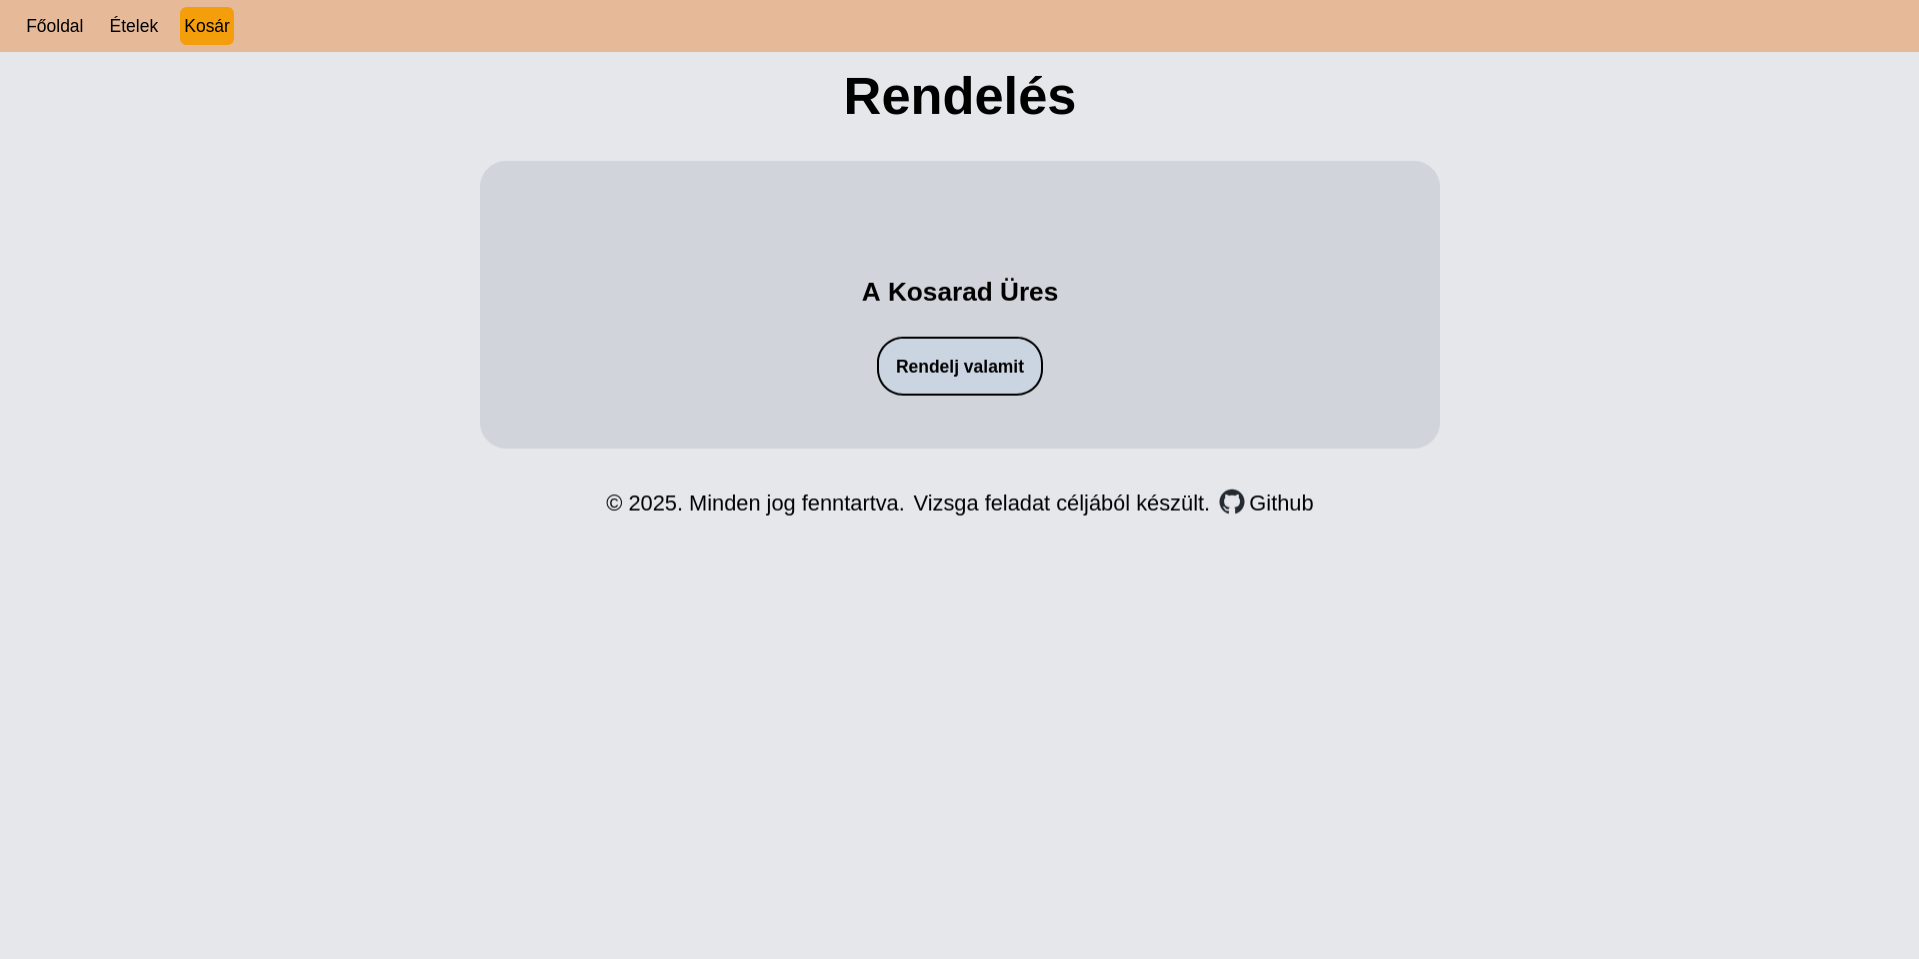 Főoldal Ételek Kosár
Rendelés
A Kosarad Üres
Rendelj valamit
© 2025. Minden jog fenntartva. Vizsga feladat céljából készült. Github